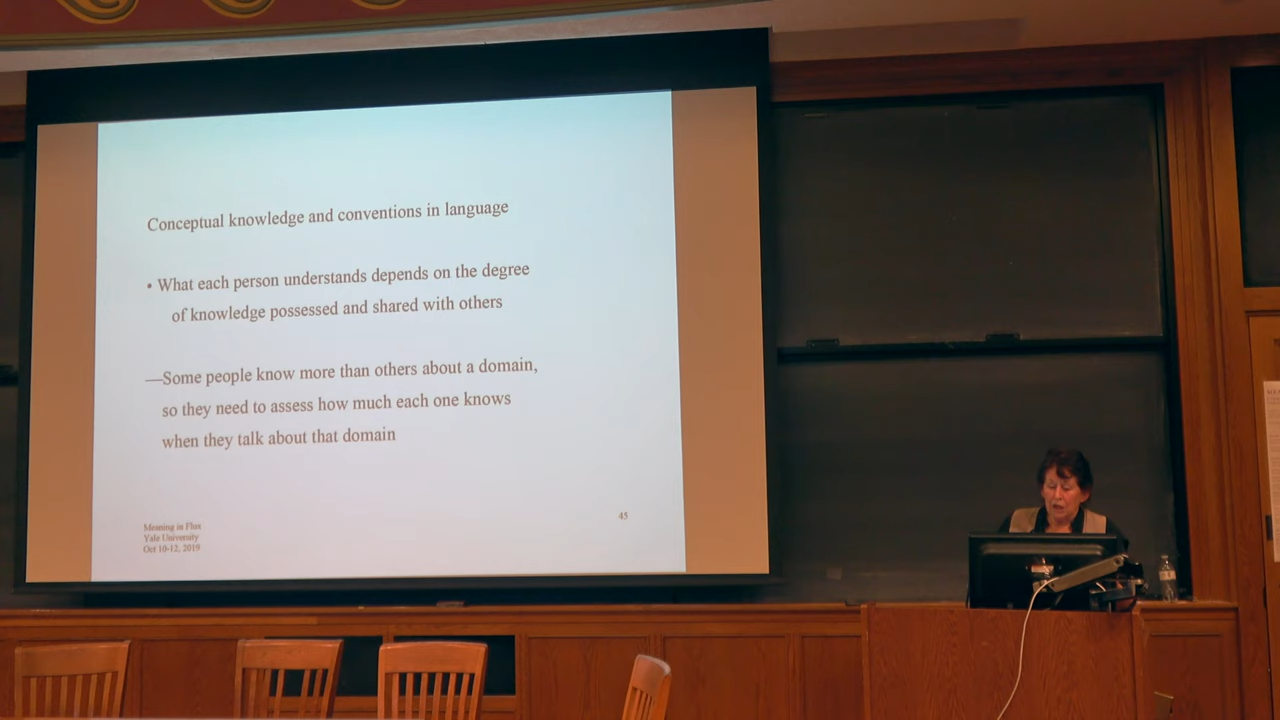 Conceptual knowledge and conventions in language
• What each person understands depends on the degree
of knowledge possessed and shared with others
—Some people know more than others about a domain,
so they need to assess how much each one knows
when they talk about that domain
Meaning in Flux
Yale University
Oct 10-12, 2019
45